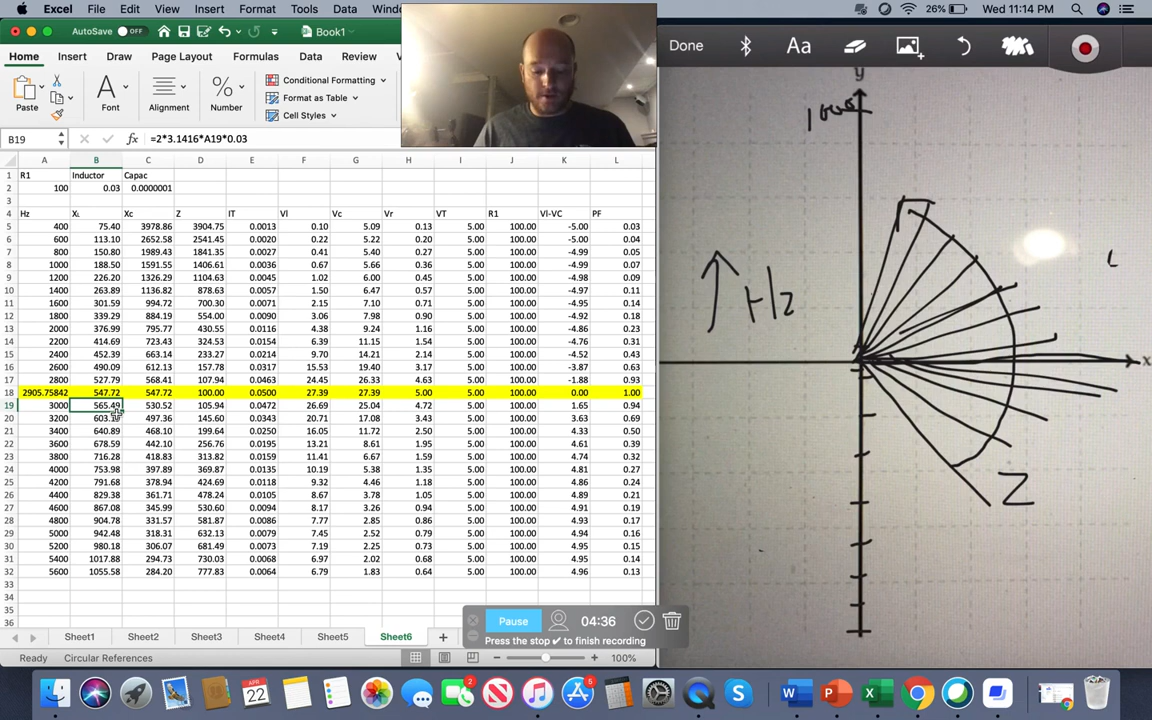 Excel File Edit View Insert Format Tools Data 26% Wed 11:14 PM
AutoSave OFF Book1
Home Insert Draw Page Layout Formulas Data Review
Paste Font Alignment Number
Conditional Formatting
Format as Table
Cell Styles
B19 fx =2*3.1416*A19*0.03
A B C D E F G H I J K L
1 R1 Inductor Capac
2 100 0.03 0.0000001
3
4 Hz XL Xc Z IT Vl Vc Vr VT R1 Vl-VC PF
5 400 75.40 3978.86 3904.75 0.0013 0.10 5.09 0.13 5.00 100.00 -5.00 0.03
6 600 113.10 2652.58 2541.45 0.0020 0.22 5.22 0.20 5.00 100.00 -5.00 0.04
7 800 150.80 1989.43 1841.35 0.0027 0.41 5.40 0.27 5.00 100.00 -4.99 0.05
8 1000 188.50 1591.55 1406.61 0.0036 0.67 5.66 0.36 5.00 100.00 -4.99 0.07
9 1200 226.20 1326.29 1104.63 0.0045 1.02 6.00 0.45 5.00 100.00 -4.98 0.09
10 1400 263.89 1136.82 878.63 0.0057 1.50 6.47 0.57 5.00 100.00 -4.97 0.11
11 1600 301.59 994.72 700.30 0.0071 2.15 7.10 0.71 5.00 100.00 -4.95 0.14
12 1800 339.29 884.19 554.00 0.0090 3.06 7.98 0.90 5.00 100.00 -4.92 0.18
13 2000 376.99 795.77 430.55 0.0116 4.38 9.24 1.16 5.00 100.00 -4.86 0.23
14 2200 414.69 723.43 324.53 0.0154 6.39 11.15 1.54 5.00 100.00 -4.76 0.31
15 2400 452.39 663.14 233.27 0.0214 9.70 14.21 2.14 5.00 100.00 -4.52 0.43
16 2600 490.09 612.13 157.78 0.0317 15.53 19.40 3.17 5.00 100.00 -3.87 0.63
17 2800 527.79 568.41 107.94 0.0463 24.45 26.33 4.63 5.00 100.00 -1.88 0.93
18 2905.75842 547.72 547.72 100.00 0.0500 27.39 27.39 5.00 5.00 100.00 0.00 1.00
19 3000 565.49 530.52 105.94 0.0472 26.69 25.04 4.72 5.00 100.00 1.65 0.94
20 3200 497.36 145.60 0.0343 20.71 17.08 3.43 5.00 100.00 3.63 0.69
21 3400 640.89 468.10 199.64 0.0250 16.05 11.72 2.50 5.00 100.00 4.33 0.50
22 3600 678.59 442.10 256.76 0.0195 13.21 8.61 1.95 5.00 100.00 4.61 0.39
23 3800 716.28 418.83 313.82 0.0159 11.41 6.67 1.59 5.00 100.00 4.74 0.32
24 4000 753.98 397.89 369.87 0.0135 10.19 5.38 1.35 5.00 100.00 4.81 0.27
25 4200 791.68 378.94 424.69 0.0118 9.32 4.46 1.18 5.00 100.00 4.86 0.24
26 4400 829.38 361.71 478.24 0.0105 8.67 3.78 1.05 5.00 100.00 4.89 0.21
27 4600 867.08 345.99 530.60 0.0094 8.17 3.26 0.94 5.00 100.00 4.91 0.19
28 4800 904.78 331.57 581.87 0.0086 7.77 2.85 0.86 5.00 100.00 4.93 0.17
29 5000 942.48 318.31 632.13 0.0079 7.45 2.52 0.79 5.00 100.00 4.94 0.16
30 5200 980.18 306.07 681.49 0.0073 7.19 2.25 0.73 5.00 100.00 4.95 0.15
31 5400 1017.88 294.73 730.03 0.0068 6.97 2.02 0.68 5.00 100.00 4.95 0.14
32 5600 1055.58 284.20 777.83 0.0064 6.79 1.83 0.64 5.00 100.00 4.96 0.13
33
34
35
36
Sheet1 Sheet2 Sheet3 Sheet4 Sheet5 Sheet6 +
Ready Circular References 100%
Pause 04:36
Press the stop ✔ to finish recording
Done Aa
y
x
Hz
Z
APR
22
2
5